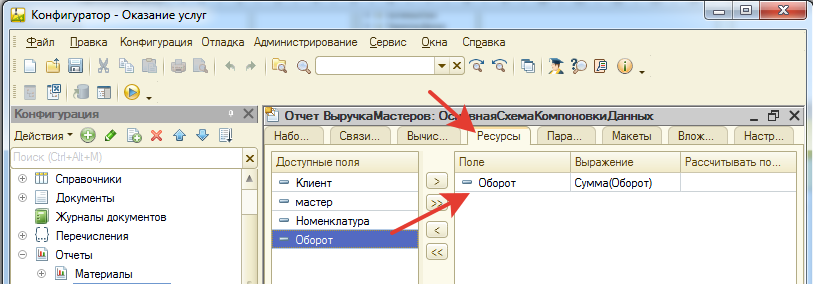 Конфигуратор - Оказание услуг
Файл Правка Конфигурация Отладка Администрирование Сервис Окна Справка
Конфигурация
Действия
Поиск (Ctrl+Alt+M)
Справочники
Документы
Журналы документов
Перечисления
Отчеты
Материалы
Отчет ВыручкаМастеров: ОсновнаяСхемаКомпоновкиДанных
Набо... Связи... Вычис... Ресурсы Пара... Макеты Влож... Настр...
Доступные поля
Клиент
мастер
Номенклатура
Оборот
>
>>
<
<<
Поле Выражение Рассчитывать по...
Оборот Сумма(Оборот)